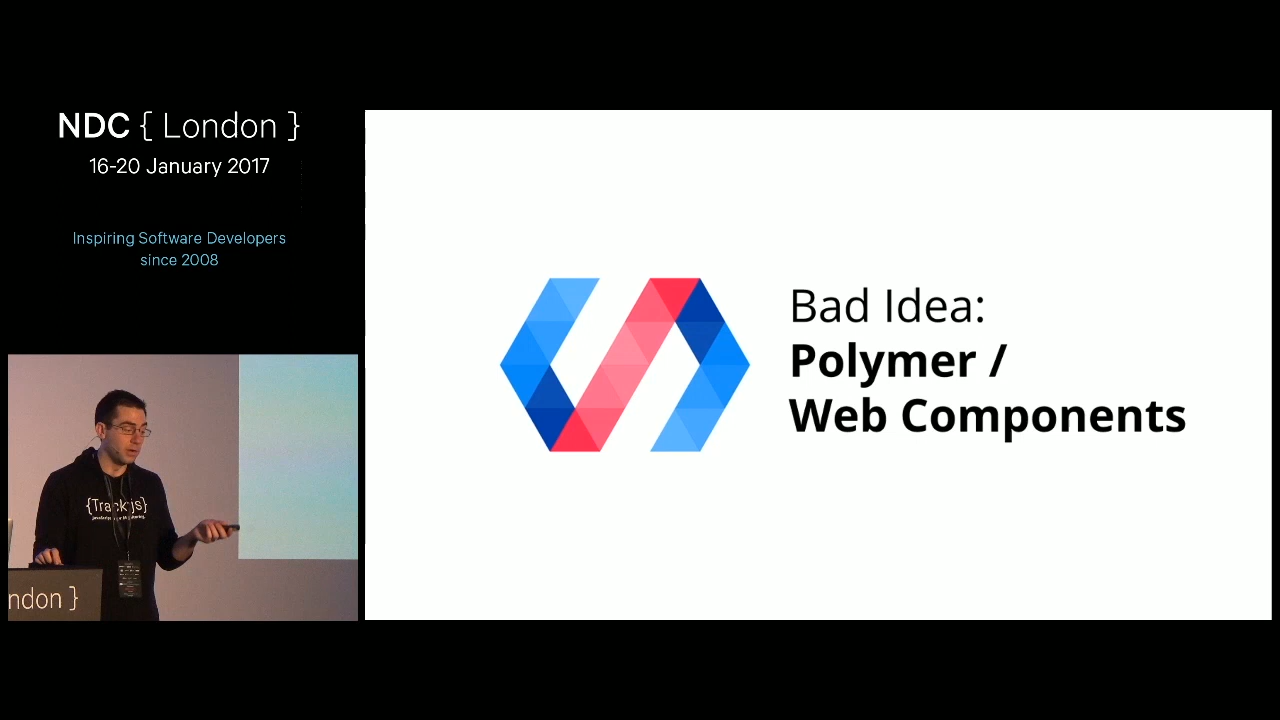 NDC { London }
16-20 January 2017
Inspiring Software Developers
since 2008
Bad Idea:
Polymer /
Web Components
{Track:js}
ndon }